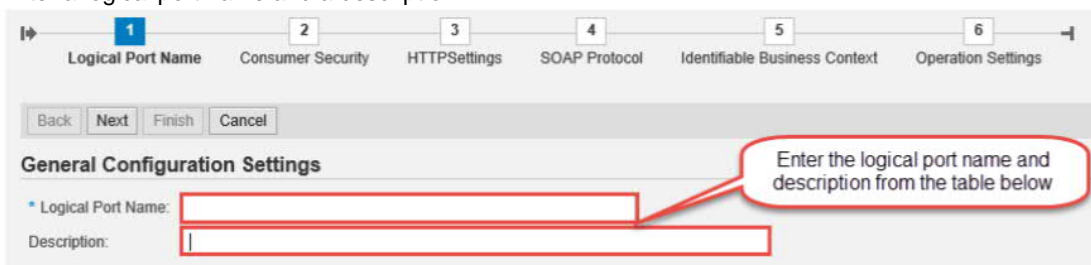 1 2 3 4 5 6
Logical Port Name Consumer Security HTTPSettings SOAP Protocol Identifiable Business Context Operation Settings
Back Next Finish Cancel
General Configuration Settings
Enter the logical port name and
description from the table below
* Logical Port Name:
Description: